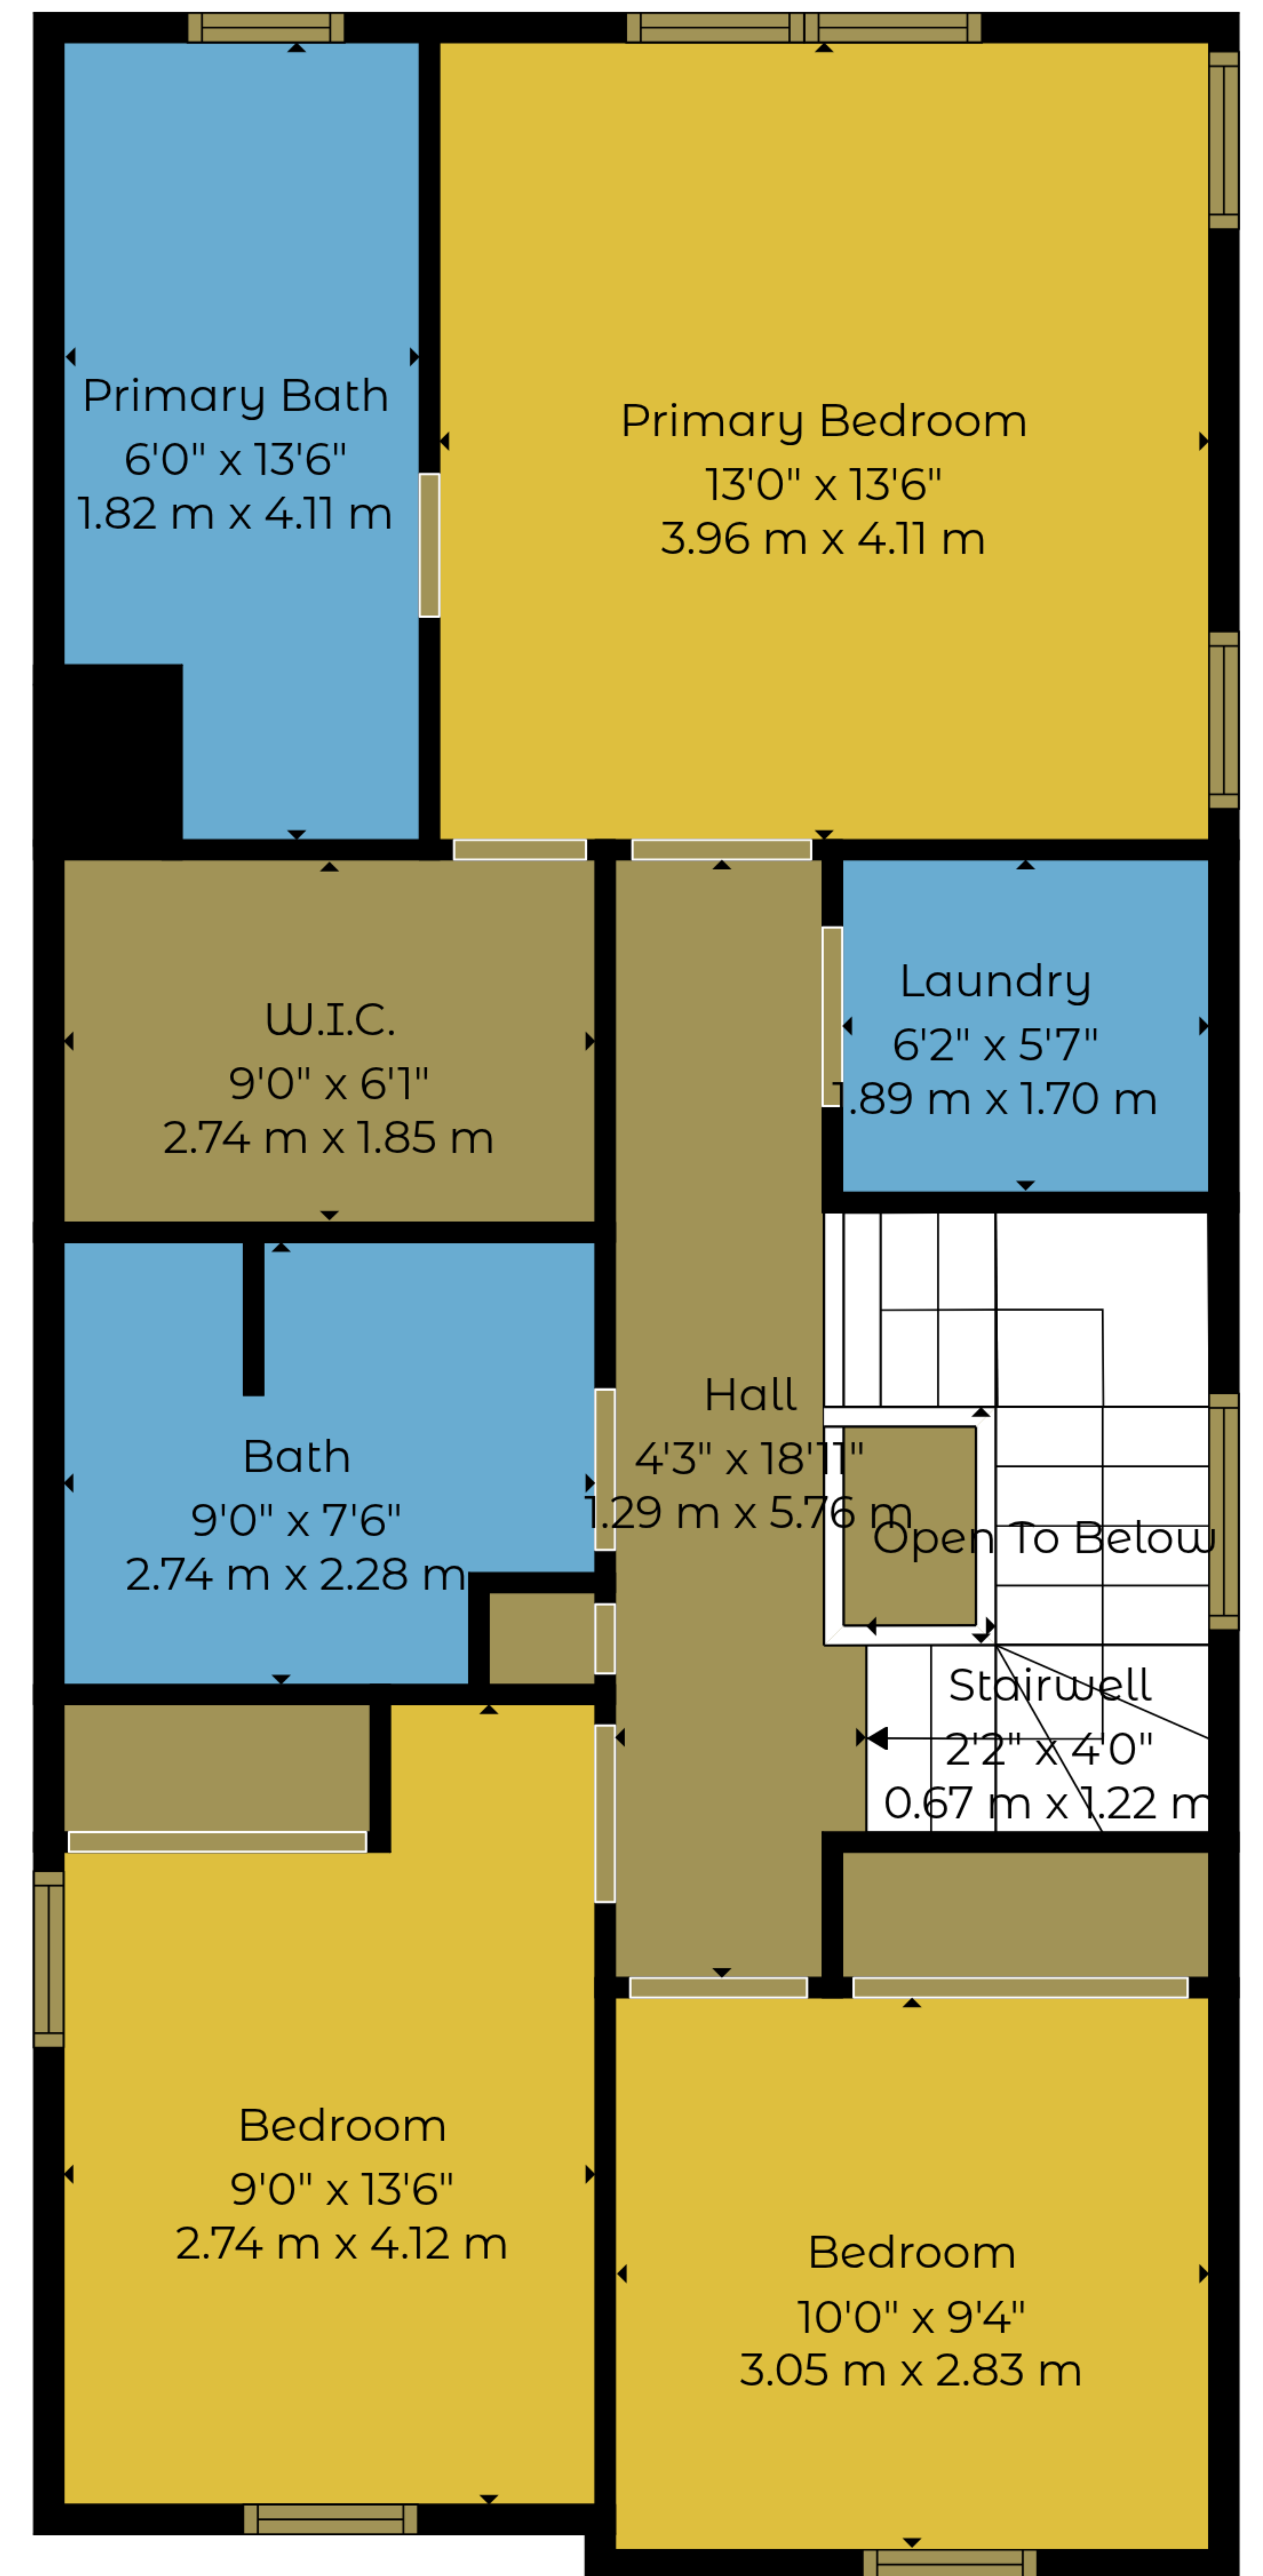 Primary Bath
6'0" x 13'6"
1.82 m x 4.11 m
Primary Bedroom
13'0" x 13'6"
3.96 m x 4.11 m
W.I.C.
9'0" x 6'1"
2.74 m x 1.85 m
Laundry
6'2" x 5'7"
1.89 m x 1.70 m
Bath
9'0" x 7'6"
2.74 m x 2.28 m
Hall
4'3" x 18'11"
1.29 m x 5.76 m
Open To Below
Stairwell
2'2" x 4'0"
0.67 m x 1.22 m
Bedroom
9'0" x 13'6"
2.74 m x 4.12 m
Bedroom
10'0" x 9'4"
3.05 m x 2.83 m